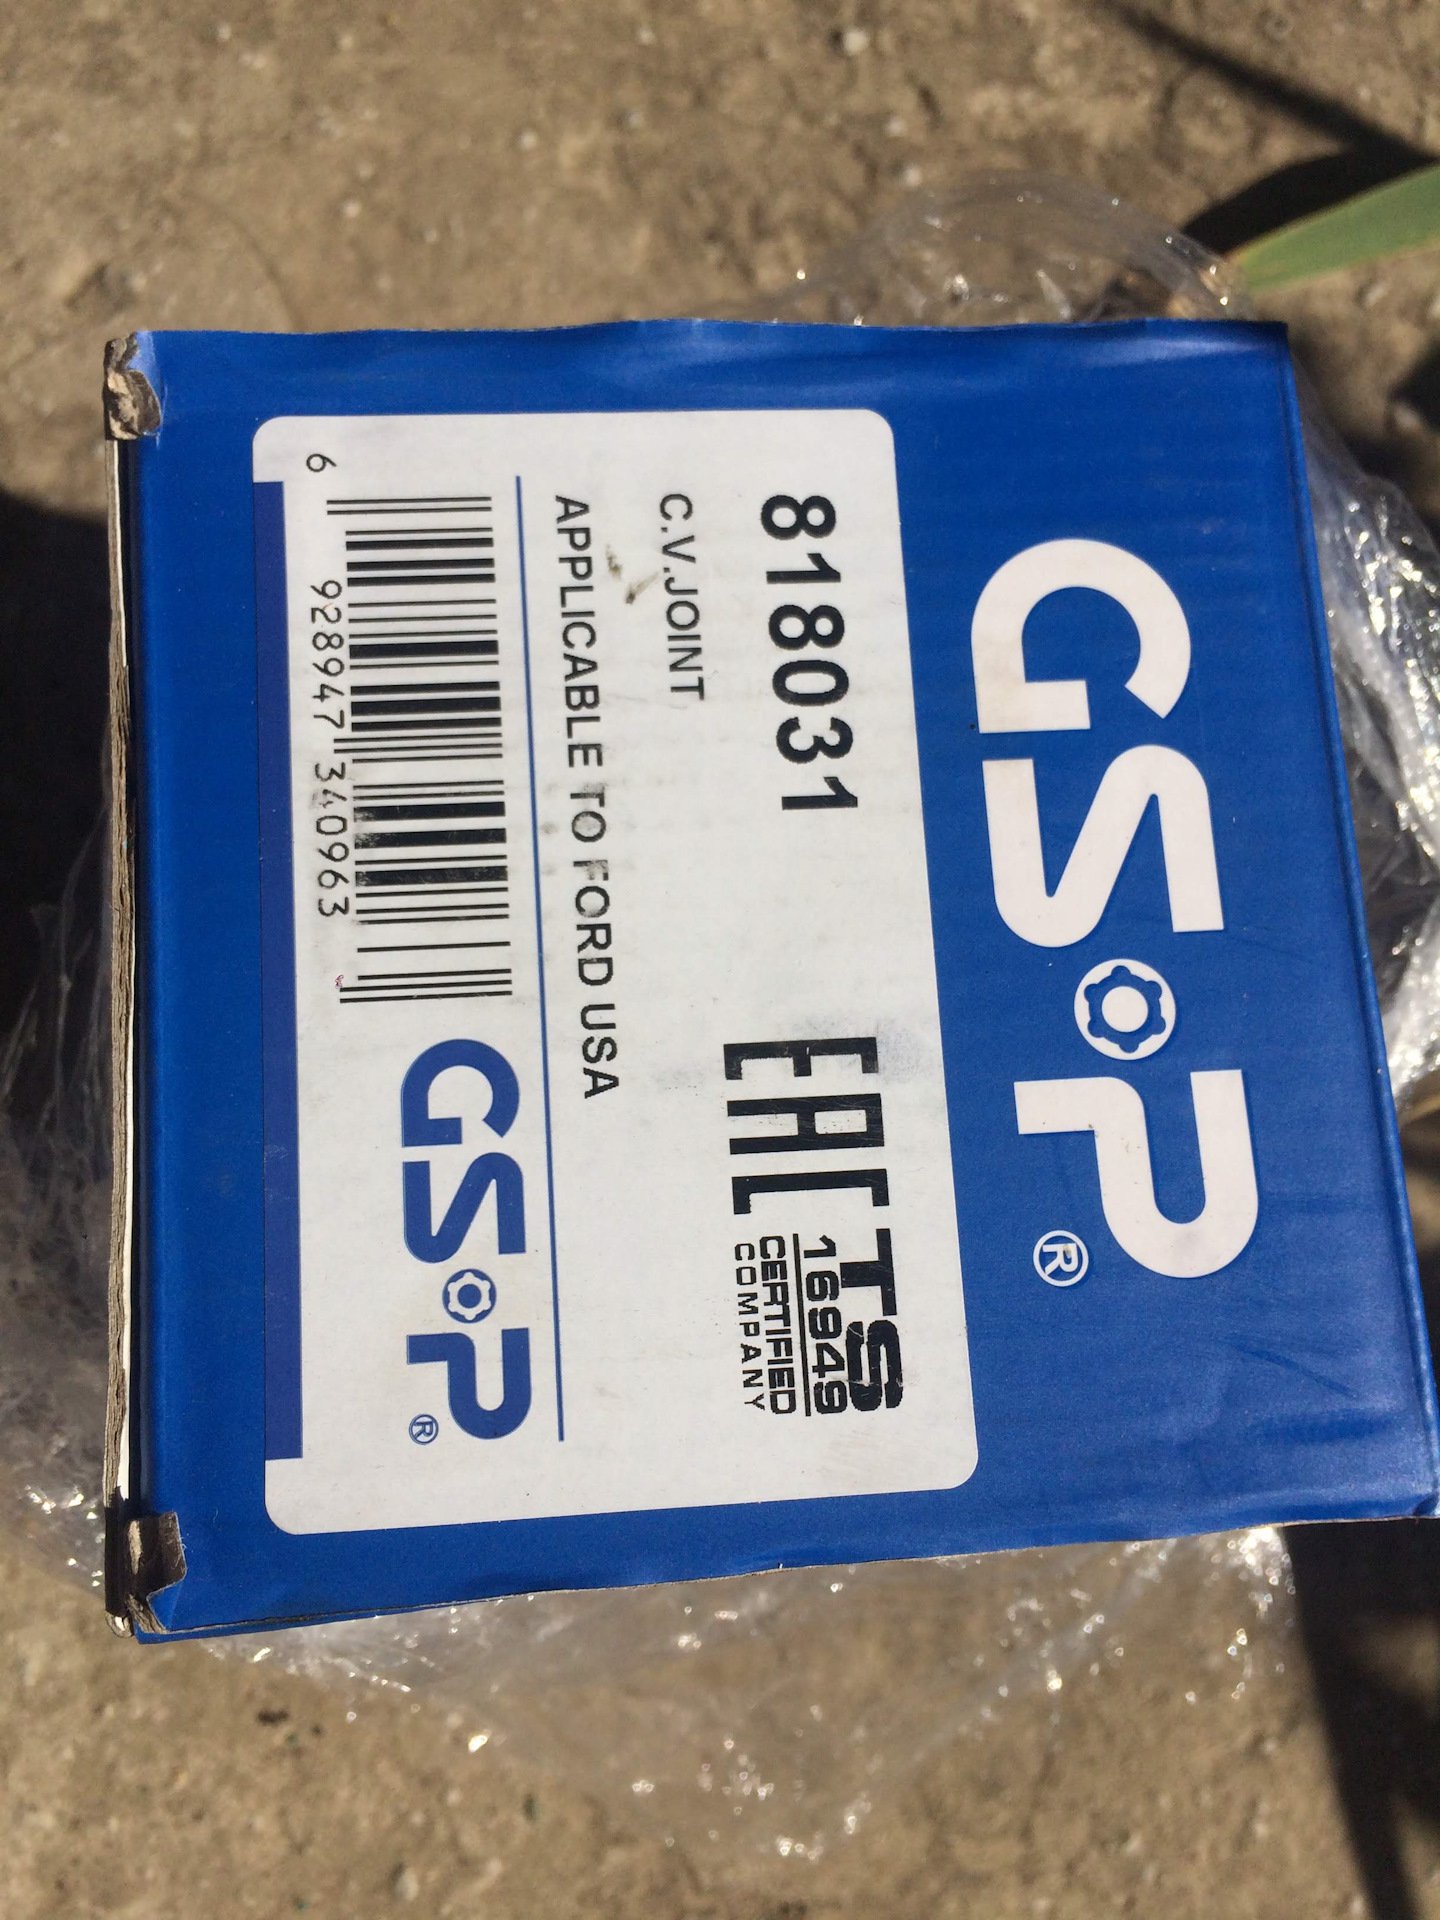 GSP®
818031
C.V.JOINT
EAC
TS
16949
CERTIFIED
COMPANY
APPLICABLE TO FORD USA
6 928947 340963
GSP®